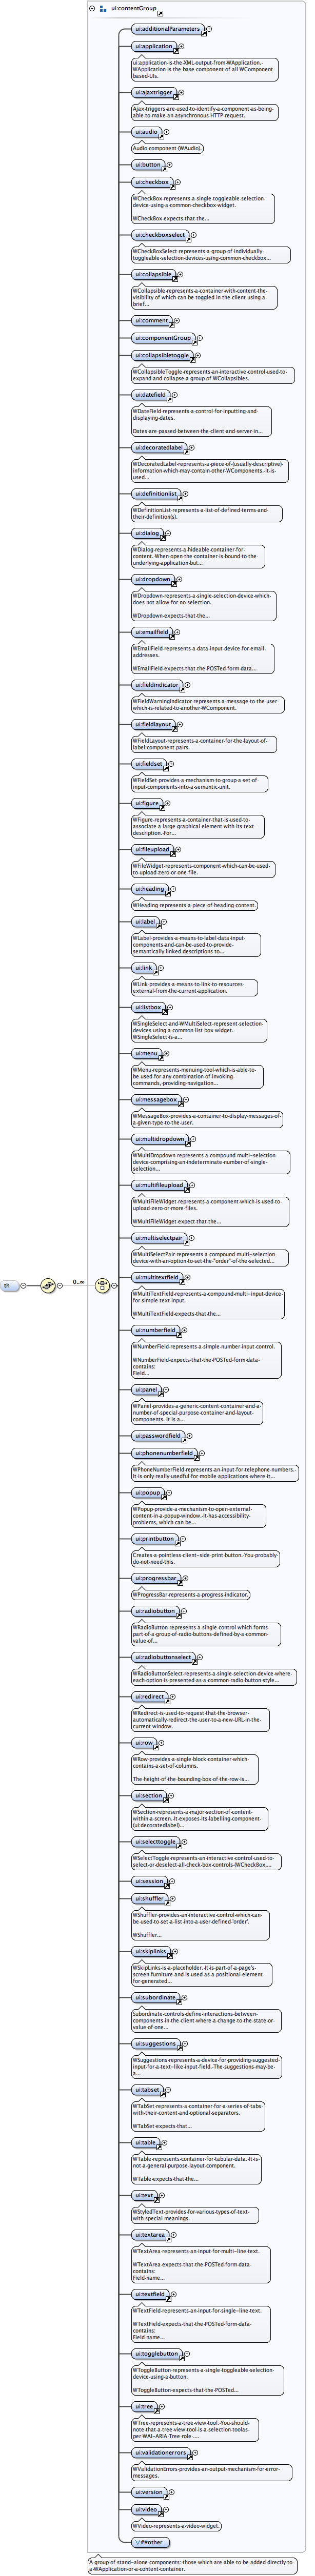 ui:contentGroup
ui:additionalParameters
ui:application
ui:application·is·the·XML·output·from·WApplication.·
WApplication·is·the·base·component·of·all·WComponent-
based·UIs.
ui:ajaxtrigger
Ajax·triggers·are·used·to·identify·a·component·as·being·
able·to·make·an·asynchronous·HTTP·request.
ui:audio
Audio·component·(WAudio).
ui:button
ui:checkbox
WCheckBox·represents·a·single·toggleable·selection·
device·using·a·common·checkbox·widget.
WCheckBox·expects·that·the...
ui:checkboxselect
WCheckBoxSelect·represents·a·group·of·individually·
toggleable·selection·devices·using·a·common·checkbox...
ui:collapsible
WCollapsible·represents·a·container·with·content·the·
visibility·of·which·can·be·toggled·in·the·client·using·a·
brief...
ui:comment
ui:componentGroup
ui:collapsibletoggle
WCollapsibleToggle·represents·an·interactive·control·used·to·
expand·and·collapse·a·group·of·WCollapsibles.
ui:datefield
WDateField·represents·a·control·for·inputting·and·
displaying·dates.
Dates·are·passed·between·the·client·and·server·in...
ui:decoratedlabel
WDecoratedLabel·represents·a·piece·of·(usually·descriptive)·
information·which·may·contain·other·WComponents.·It·is·
used...
ui:definitionlist
WDefinitionList·represents·a·list·of·defined·terms·and·
their·definition(s).
ui:dialog
WDialog·represents·a·hideable·container·for·
content.·When·open·the·container·is·bound·to·the·
underlying·application·but...
ui:dropdown
WDropdown·represents·a·single·selection·device·which·
does·not·allow·for·no·selection.
WDropdown·expects·that·the...
ui:emailfield
WEmailField·represents·a·data·input·device·for·email·
addresses.
WEmailField·expects·that·the·POSTed·form·data...
ui:fieldindicator
WFieldWarningIndicator·represents·a·message·to·the·user·
which·is·related·to·another·WComponent.
ui:fieldlayout
WFieldLayout·represents·a·container·for·the·layout·of·
label:component·pairs.
ui:fieldset
WFieldSet·provides·a·mechanism·to·group·a·set·of·
input·components·into·a·semantic·unit.
ui:figure
WFigure·represents·a·container·that·is·used·to·
associate·a·large·graphical·element·with·its·text·
description.·For...
ui:fileupload
WFileWidget·represents·component·which·can·be·used·
to·upload·zero·or·one·file.
ui:heading
WHeading·represents·a·piece·of·heading·content.
ui:label
WLabel·provides·a·means·to·label·data·input·
components·and·can·be·used·to·provide·
semantically·linked·descriptions·to...
ui:link
WLink·provides·a·means·to·link·to·resources·
external·from·the·current·application.
ui:listbox
WSingleSelect·and·WMultiSelect·represent·selection·
devices·using·a·common·list·box·widget.·
WSingleSelect·is·a...
ui:menu
WMenu·represents·menuing·tool·which·is·able·to·
be·used·for·any·combination·of·invoking·
commands,·providing·navigation...
ui:messagebox
WMessageBox·provides·a·container·to·display·messages·of·
a·given·type·to·the·user.
ui:multidropdown
WMultiDropdown·represents·a·compound·multi-selection·
device·comprising·an·indeterminate·number·of·single·
selection...
ui:multifileupload
WMultiFileWidget·represents·a·component·which·is·used·to·
upload·zero·or·more·files.
WMultiFileWidget·expect·that·the...
ui:multiselectpair
WMultiSelectPair·represents·a·compound·multi-selection·
device·with·an·option·to·set·the·"order"·of·the·selected...
ui:multitextfield
WMultiTextField·represents·a·compound·multi-input·device·
for·simple·text·input.
WMultiTextField·expects·that·the...
th
0..∞
ui:numberfield
WNumberField·represents·a·simple·number·input·control.
WNumberField·expects·that·the·POSTed·form·data·
contains:
Field...
ui:panel
WPanel·provides·a·generic·content·container·and·a·
number·of·special·purpose·container·and·layout·
components.·It·is·a...
ui:passwordfield
ui:phonenumberfield
WPhoneNumberField·represents·an·input·for·telephone·numbers.·
It·is·only·really·useful·for·mobile·applications·where·it...
ui:popup
WPopup·provide·a·mechanism·to·open·external·
content·in·a·popup·window.·It·has·accessibility·
problems,·which·can·be...
ui:printbutton
Creates·a·pointless·client-side·print·button.·You·probably·
do·not·need·this.
ui:progressbar
WProgressBar·represents·a·progress·indicator.
ui:radiobutton
WRadioButton·represent·a·single·control·which·forms·
part·of·a·group·of·radio·buttons·defined·by·a·common·
value·of...
ui:radiobuttonselect
WRadioButtonSelect·represents·a·single·selection·device·where·
each·option·is·presented·as·a·common·radio·button·style...
ui:redirect
WRedirect·is·used·to·request·that·the·browser·
automatically·redirect·the·user·to·a·new·URL·in·the·
current·window.
ui:row
WRow·provides·a·single·block·container·which·
contains·a·set·of·columns.
The·height·of·the·bounding·box·of·the·row·is...
ui:section
WSection·represents·a·major·section·of·content·
within·a·screen.·It·exposes·its·labelling·component·
(ui:decoratedlabel)...
ui:selecttoggle
WSelectToggle·represents·an·interactive·control·used·to·
select·or·deselect·all·check·box·controls·(WCheckBox,...
ui:session
ui:shuffler
WShuffler·provides·an·interactive·control·which·can·
be·used·to·set·a·list·into·a·user·defined·'order'.
WShuffler...
ui:skiplinks
WSkipLinks·is·a·placeholder.·It·is·part·of·a·page's·
screen·furniture·and·is·used·as·a·positional·element·
for·generated...
ui:subordinate
Subordinate·controls·define·interactions·between·
components·in·the·client·where·a·change·to·the·state·or·
value·of·one...
ui:suggestions
WSuggestions·represents·a·device·for·providing·suggested·
input·for·a·text-like·input·field.·The·suggestions·may·be·
a...
ui:tabset
WTabSet·represents·a·container·for·a·series·of·tabs·
with·their·content·and·optional·separators.
WTabSet·expects·that...
ui:table
WTable·represents·container·for·tabular·data.·It·is·
not·a·general·purpose·layout·component.
WTable·expects·that·the...
ui:text
WStyledText·provides·for·various·types·of·text·
with·special·meanings.
ui:textarea
WTextArea·represents·an·input·for·multi-line·text.
WTextArea·expects·that·the·POSTed·form·data·
contains:
Field·name...
ui:textfield
WTextField·represents·an·input·for·single-line·text.
WTextField·expects·that·the·POSTed·form·data·
contains:
Field·name...
ui:togglebutton
WToggleButton·represents·a·single·toggleable·selection·
device·using·a·button.
WToggleButton·expects·that·the·POSTed...
ui:tree
WTree·represents·a·tree·view·tool.·You·should·
note·that·a·tree·view·tool·is·a·selection·tool·as·
per·WAI-ARIA·Tree·role·....
ui:validationerrors
WValidationErrors·provides·an·output·mechanism·for·error·
messages.
ui:version
ui:video
WVideo·represents·a·video·widget.
##other
A·group·of·stand-alone·components:·those·which·are·able·to·be·added·directly·to·
a·WApplication·or·a·content·container.